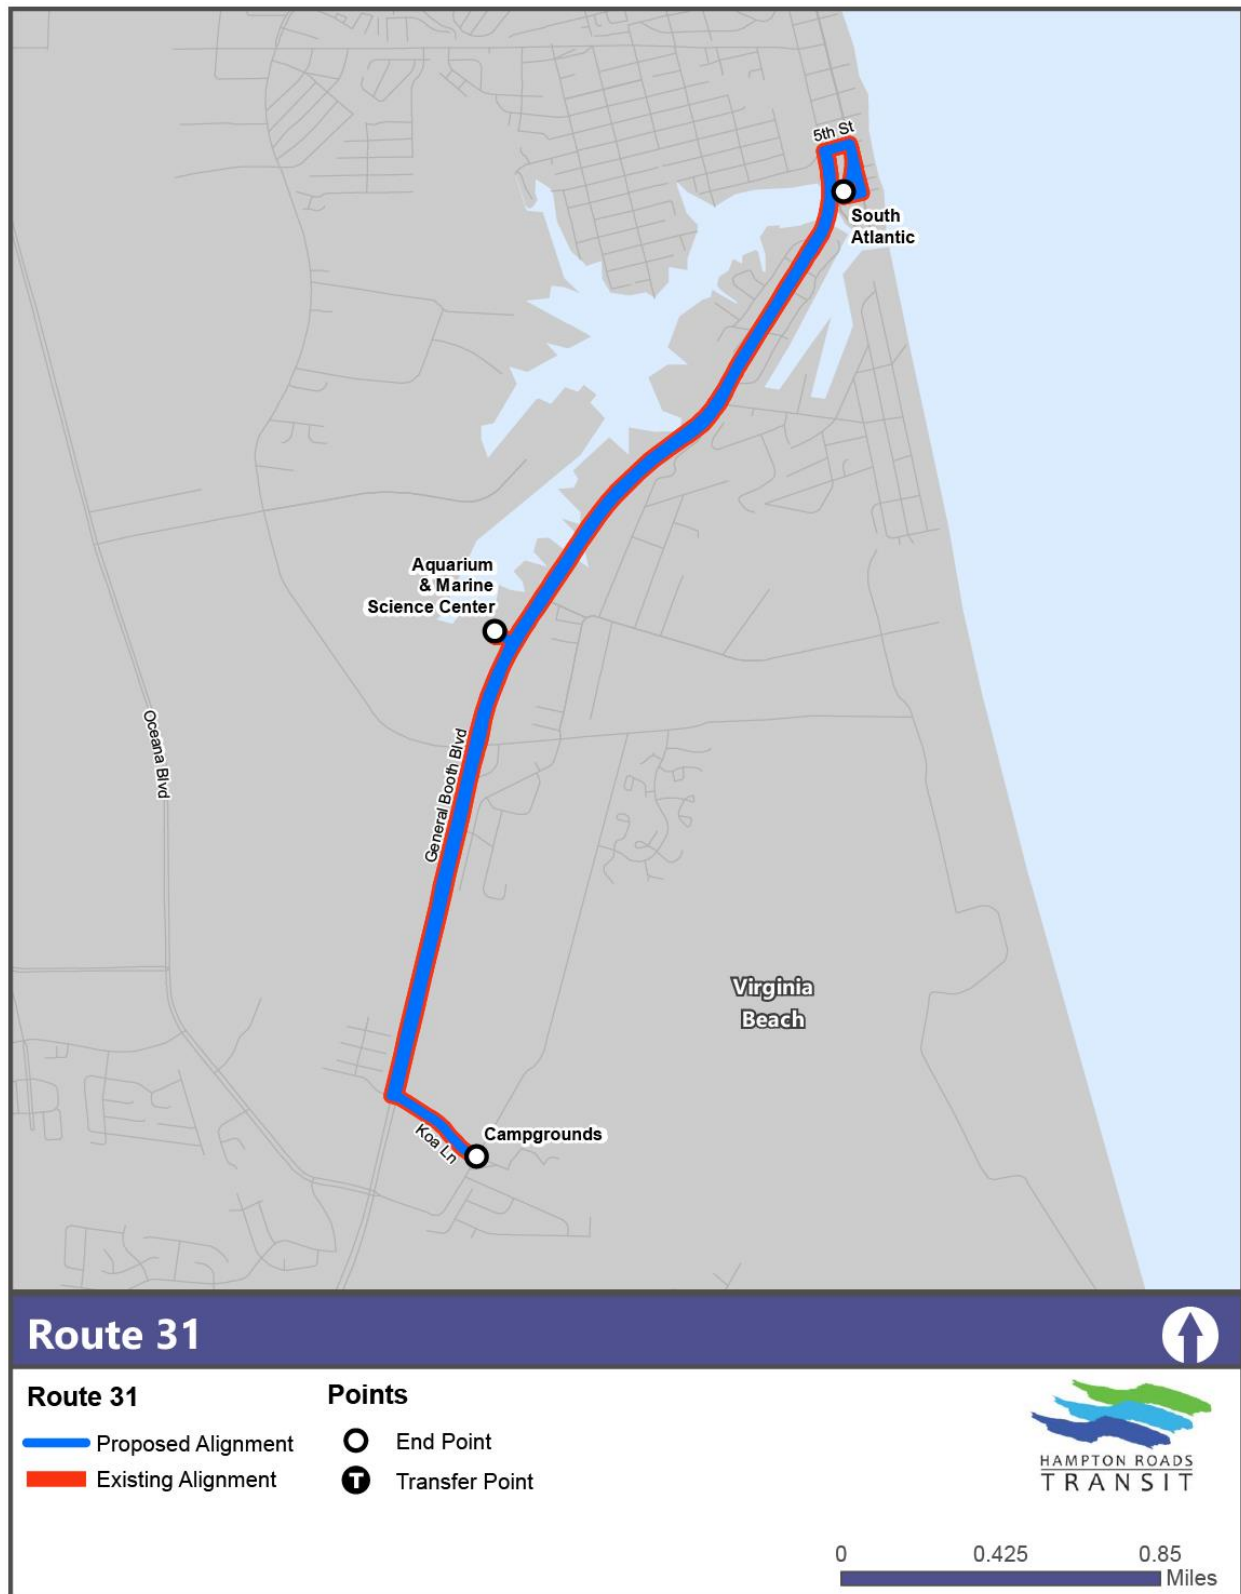 5th St
South
Atlantic
Aquarium
& Marine
Science Center
Oceana Blvd
General Booth Blvd
Virginia
Beach
Campgrounds
Koa Ln
Route 31
Route 31
Points
Proposed Alignment
End Point
Existing Alignment
T
Transfer Point
HAMPTON ROADS
TRANSIT
0
0.425
0.85
Miles